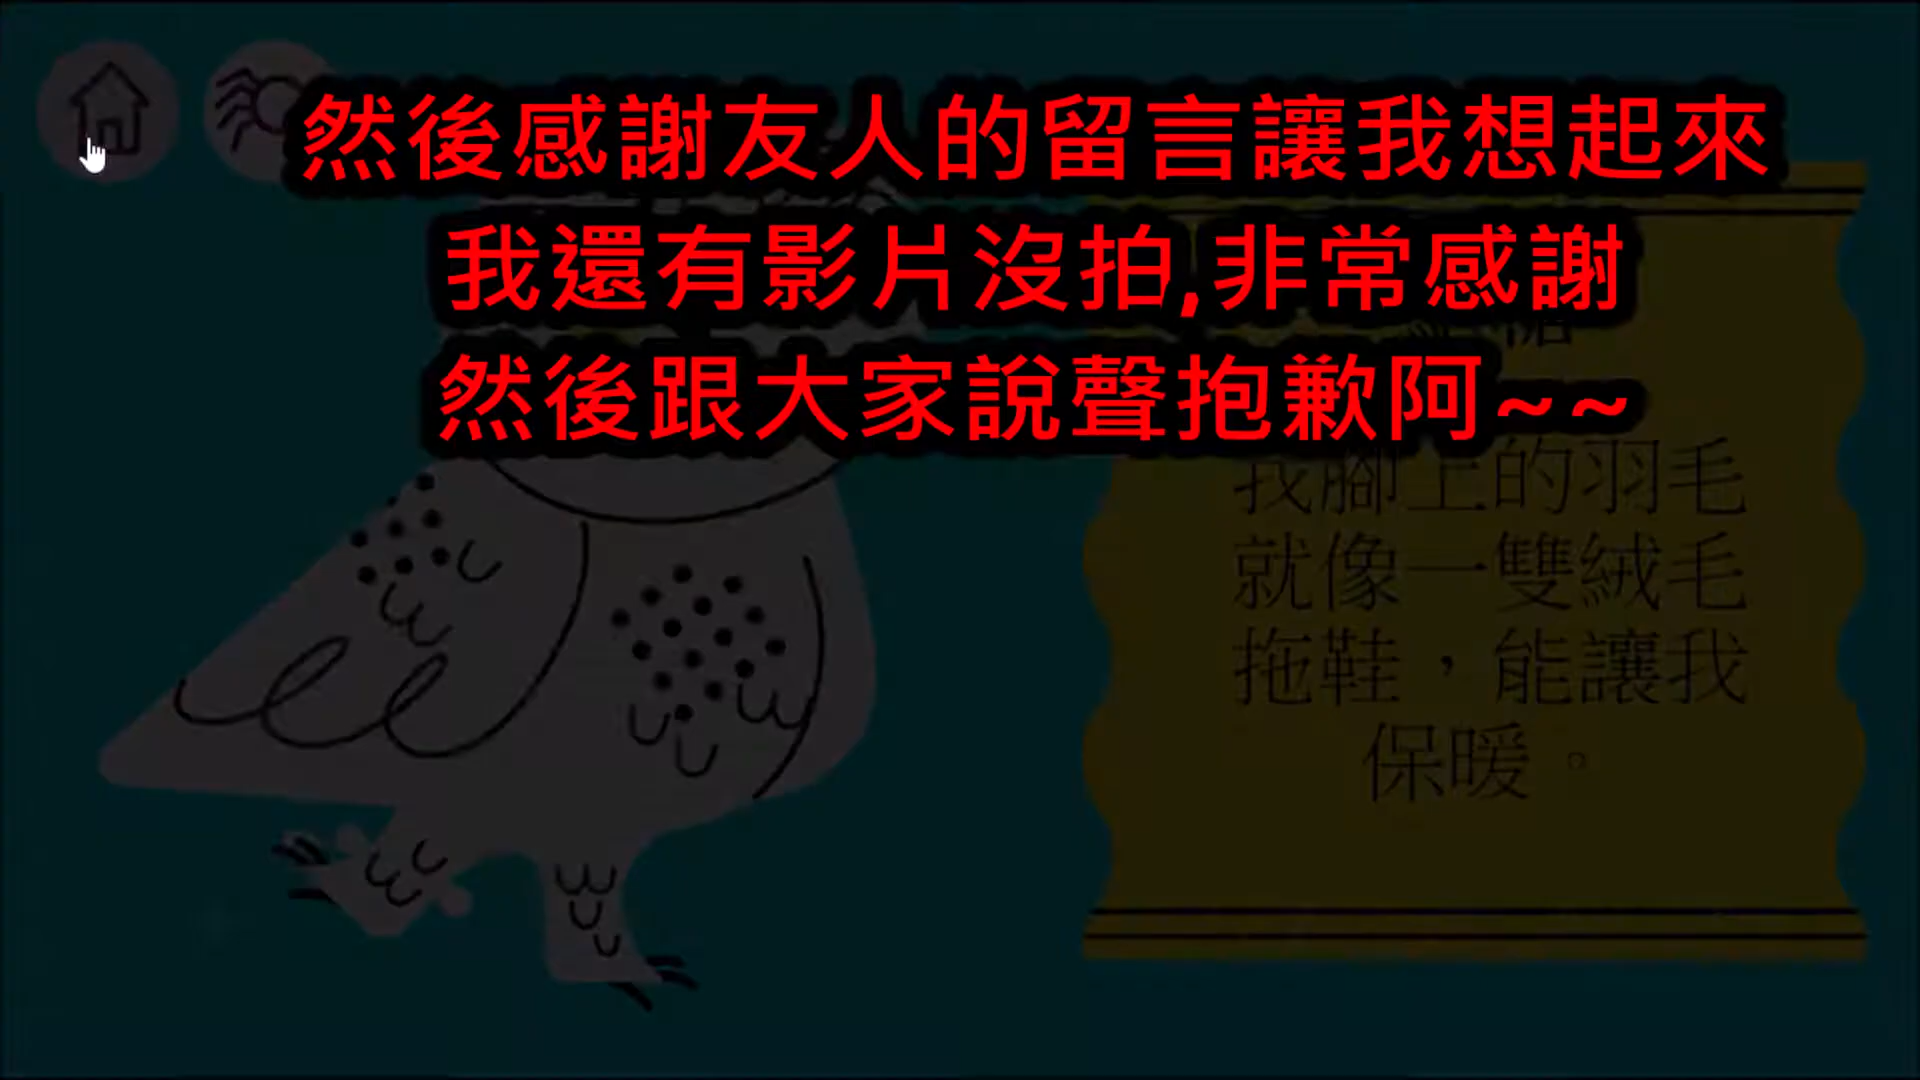 然後感謝友人的留言讓我想起來
我還有影片沒拍,非常感謝
然後跟大家說聲抱歉阿~~
我腳上的羽毛
就像一雙絨毛
拖鞋，能讓我
保暖。